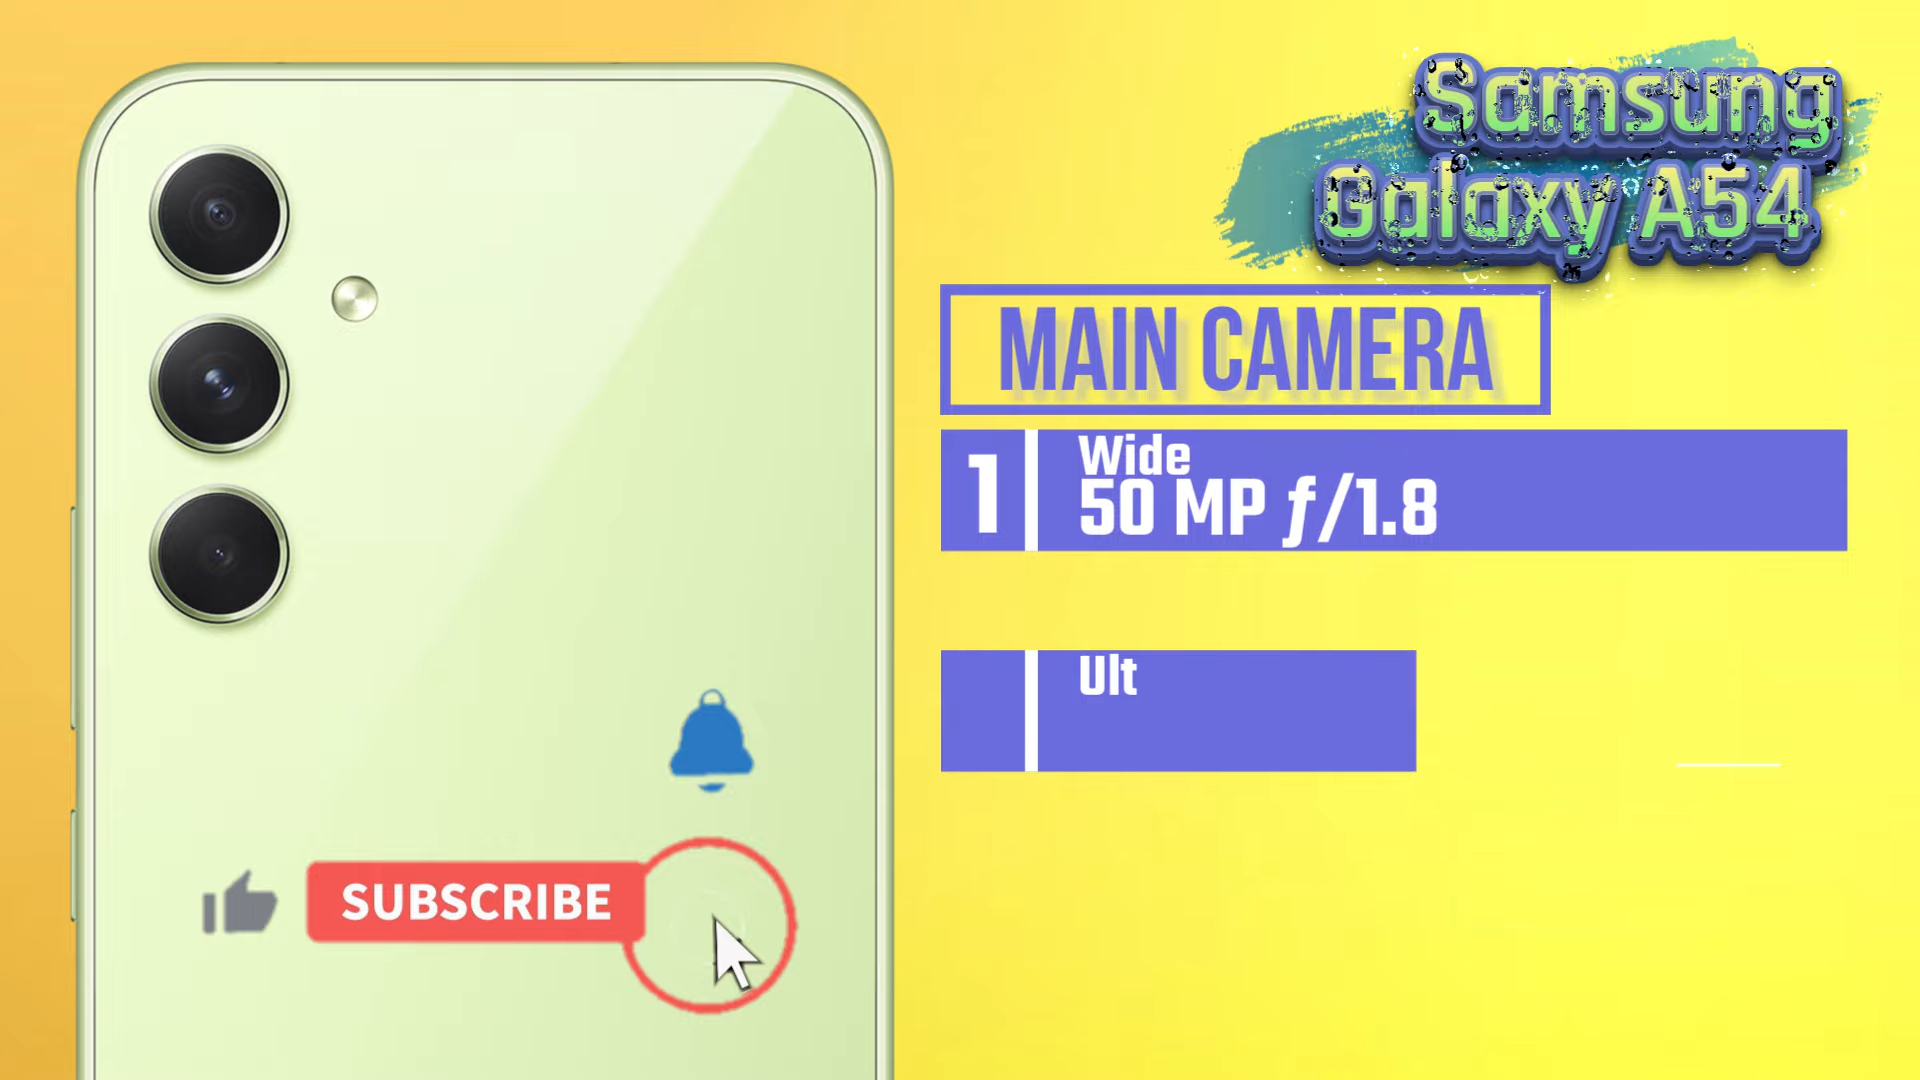 Samsung
Galaxy A54
MAIN CAMERA
1
Wide
50 MP ƒ/1.8
Ult
SUBSCRIBE